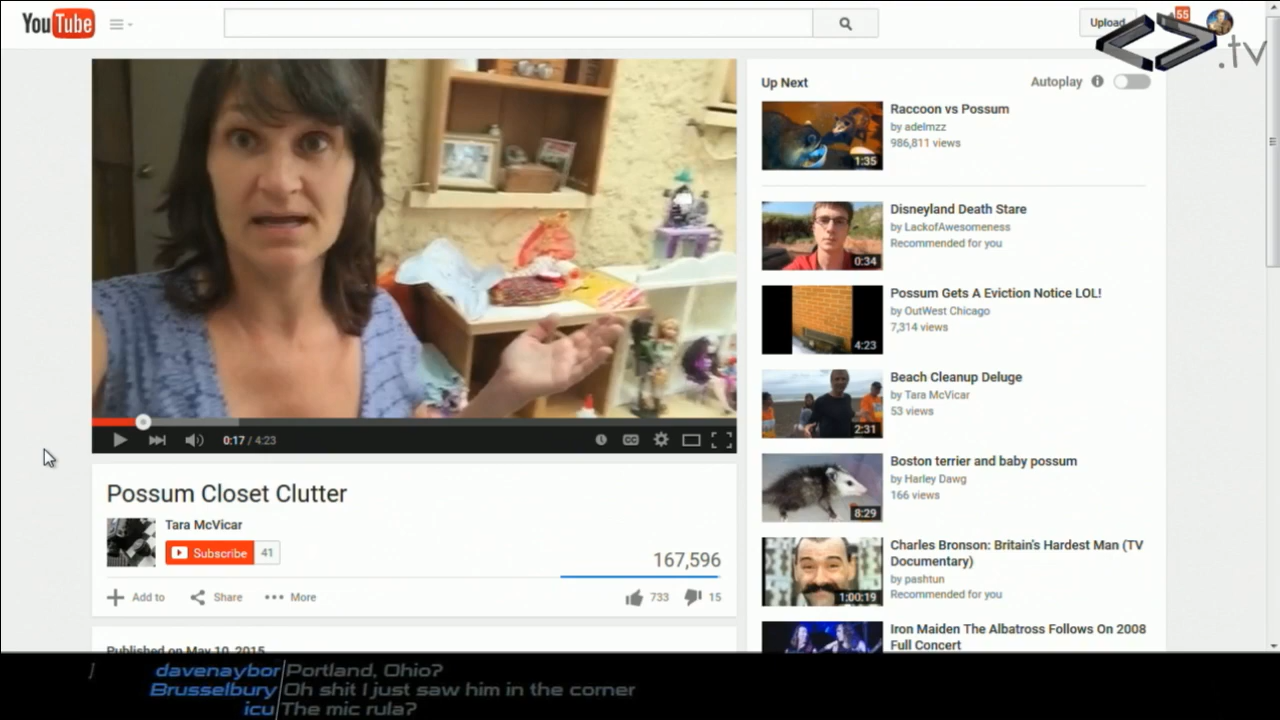 YouTube
Upload
55
<>.tv
Up Next
Autoplay
Raccoon vs Possum
by adelmzz
986,811 views
1:35
Disneyland Death Stare
by LackofAwesomeness
Recommended for you
0:34
Possum Gets A Eviction Notice LOL!
by OutWest Chicago
7,314 views
4:23
Beach Cleanup Deluge
by Tara McVicar
53 views
2:31
Boston terrier and baby possum
by Harley Dawg
166 views
8:29
Charles Bronson: Britain's Hardest Man (TV
Documentary)
by pashtun
Recommended for you
1:00:19
Iron Maiden The Albatross Follows On 2008
Full Concert
0:17 / 4:23
CC
Possum Closet Clutter
Tara McVicar
Subscribe 41
167,596
Add to Share More
733 15
Published on May 10, 2015
davenaybor Portland, Ohio?
Brusselbury Oh shit I just saw him in the corner
icu The mic rula?